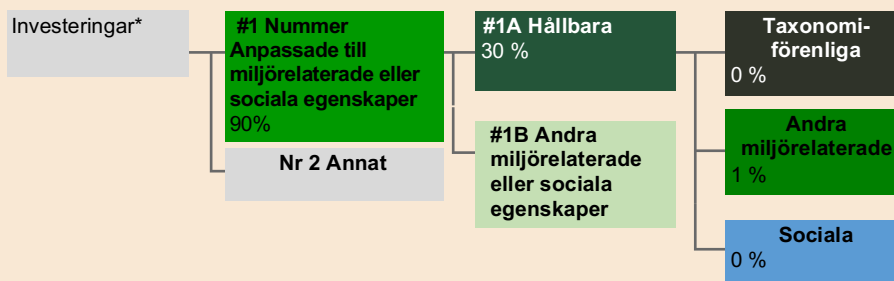 Investeringar*
#1 Nummer
Anpassade till
miljörelaterade eller
sociala egenskaper
90%
Nr 2 Annat
#1A Hållbara
30 %
#1B Andra
miljörelaterade
eller sociala
egenskaper
Taxonomi-
förenliga
0 %
Andra
miljörelaterade
1 %
Sociala
0 %